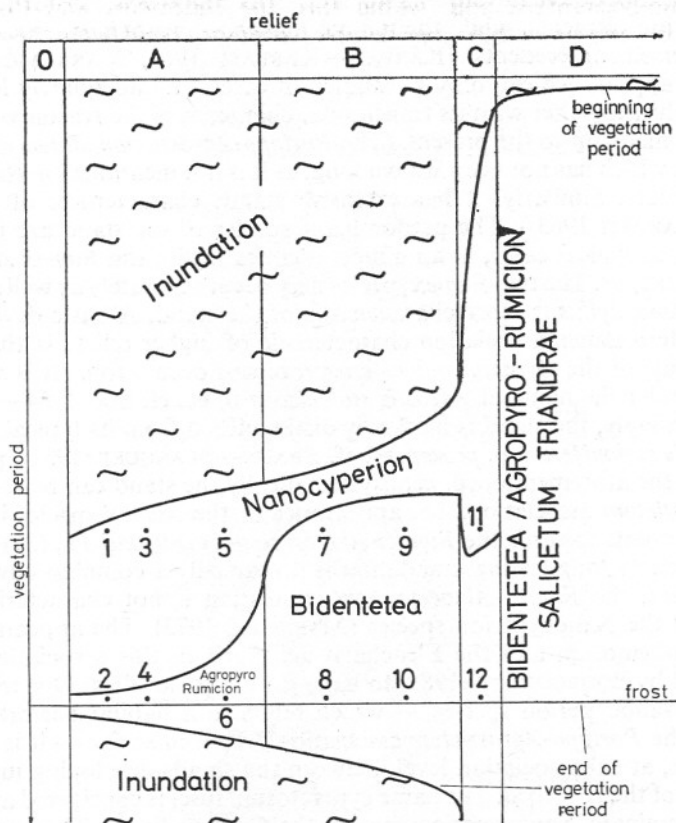 relief
O A B C D
beginning
of vegetation
period
Inundation
Nanocyperion
1 3 5 7 9 11
Bidentetea
2 4 Agropyro
Rumicion
6 8 10 12
frost
Inundation
end of
vegetation
period
vegetation period
BIDENTETEA AGROPYRO-RUMICION
SALICETUM TRIANDRAE